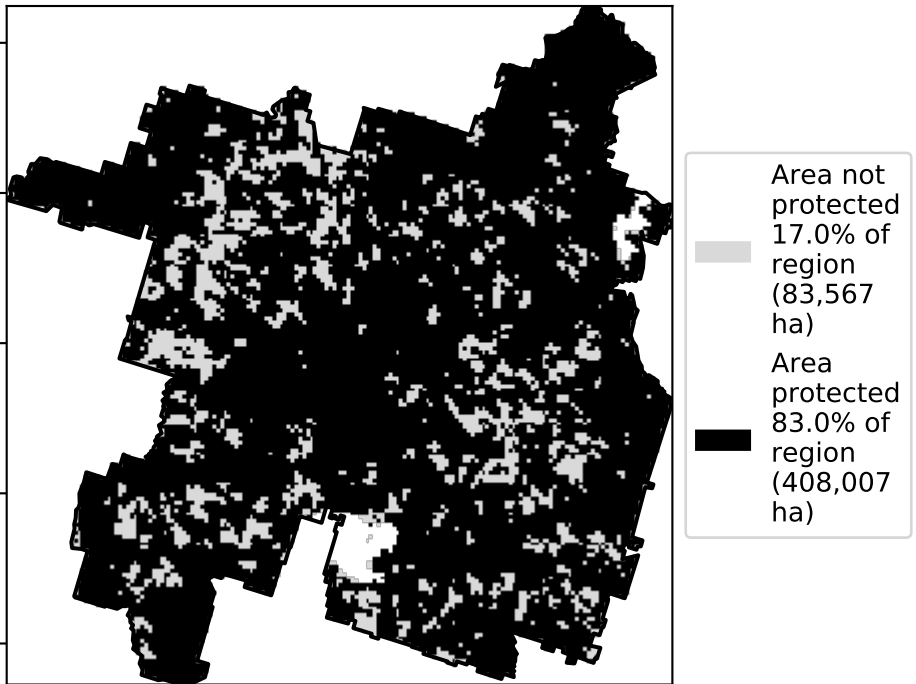 Area not
protected
17.0% of
region
(83,567
ha)
Area
protected
83.0% of
region
(408,007
ha)